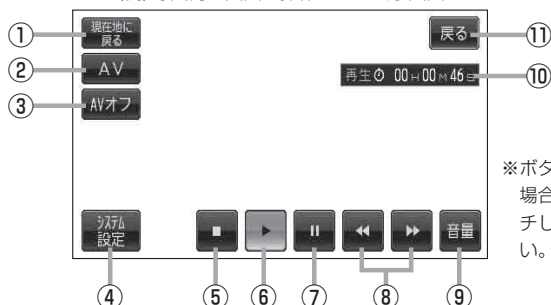 ①
現在地に
戻る
戻る
⑪
②
AV
再生 00H00M46S
⑩
③
AVオフ
※ボタ
場合
チし
い。
システム
設定
音量
④
⑤
⑥
⑦
⑧
⑨